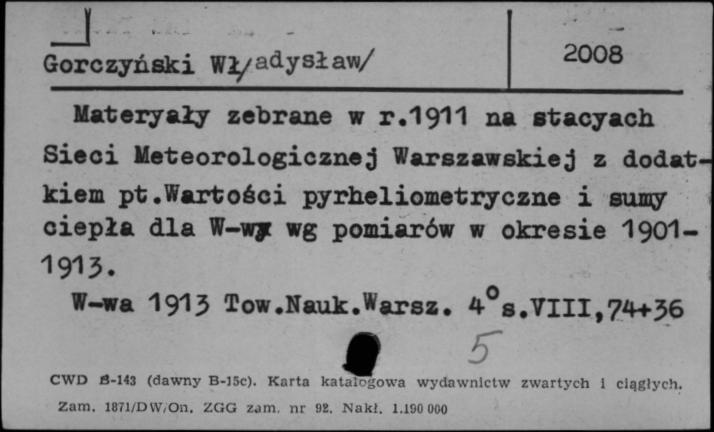 Gorczyński Wł/adysław/
2008
Materyały zebrane w r.1911 na stacyach
Sieci Meteorologicznej Warszawskiej z dodat-
kiem pt.Wartości pyrheliometryczne i sumy
ciepła dla W-wy wg pomiarów w okresie 1901-
1913.
W-wa 1913 Tow.Nauk.Warsz. 4° s.VIII,74+36
5
CWD B-143 (dawny B-15c). Karta katalogowa wydawnictw zwartych i ciągłych.
Zam. 1871/DW/On. ZGG zam. nr 92. Nakł. 1.190 000